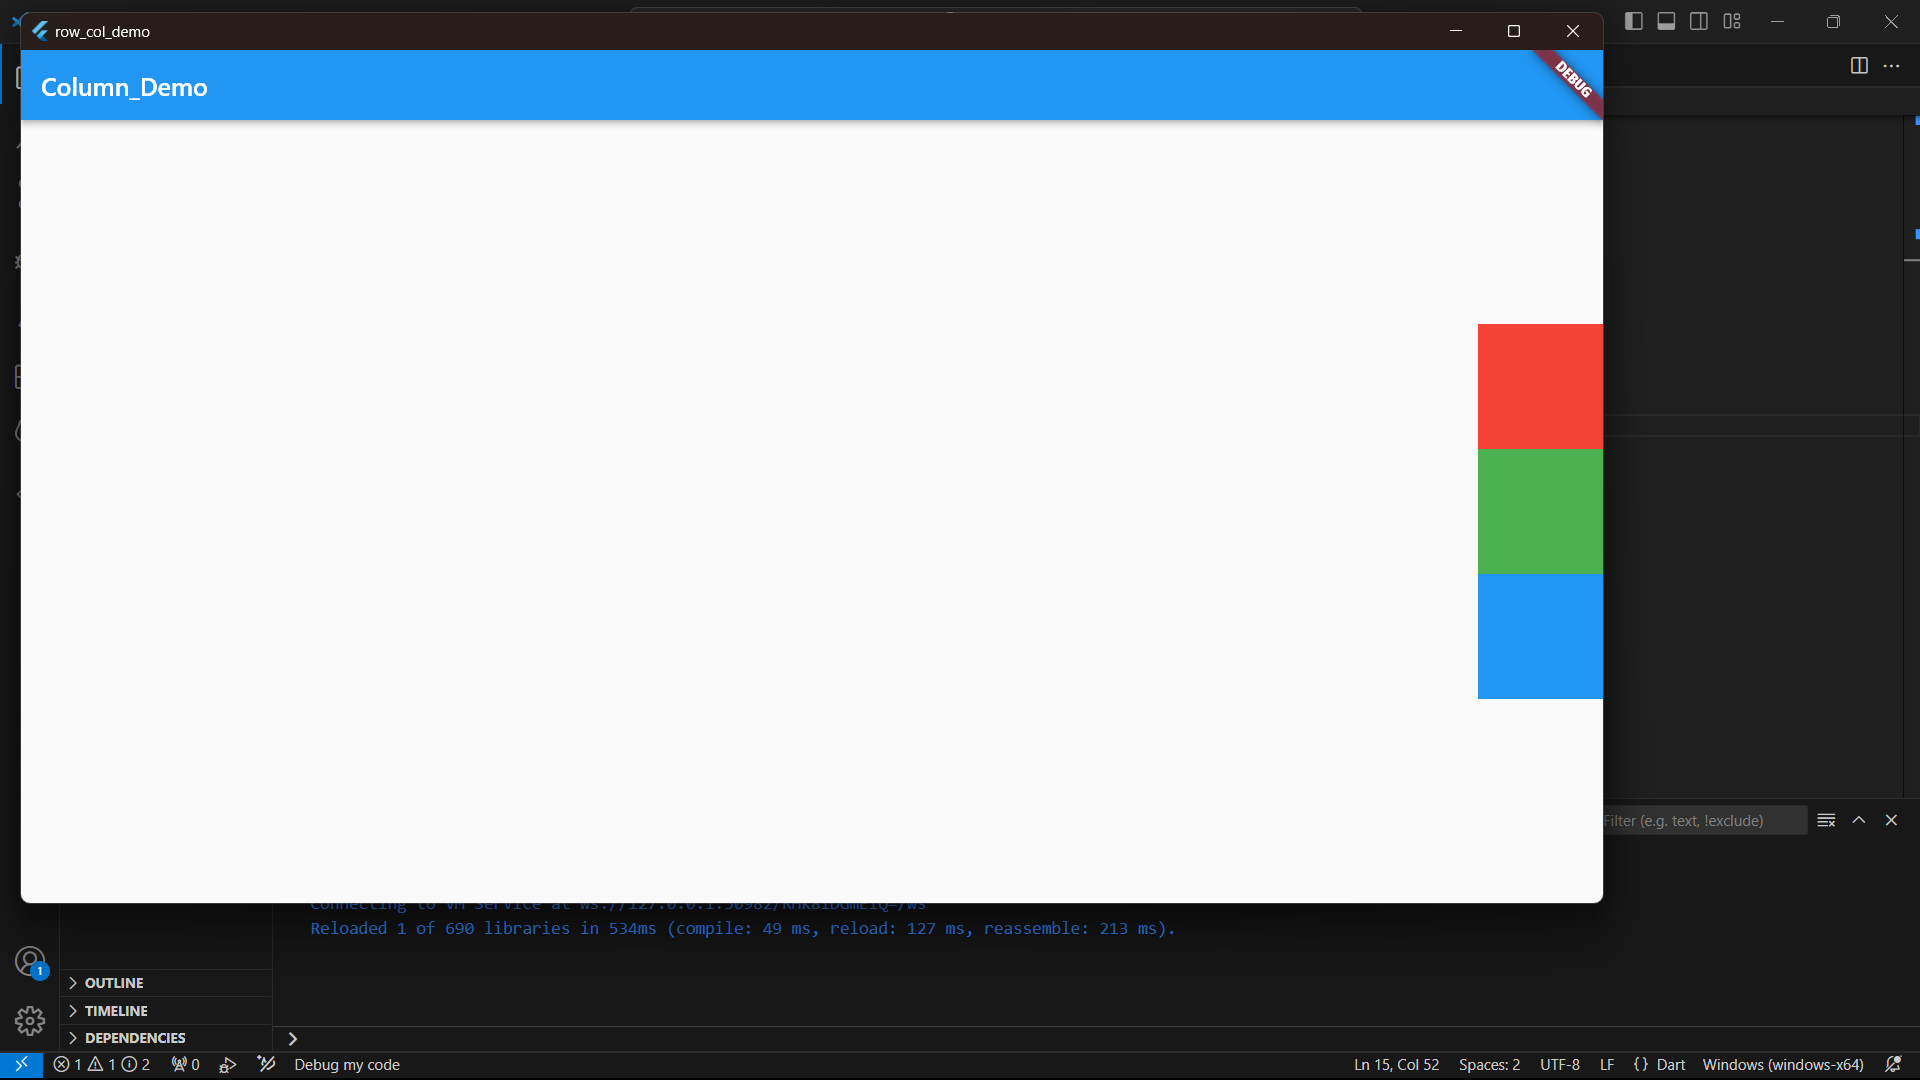 row_col_demo
Column_Demo
DEBUG
Filter (e.g. text, !exclude)
Reloaded 1 of 690 libraries in 534ms (compile: 49 ms, reload: 127 ms, reassemble: 213 ms).
1
OUTLINE
TIMELINE
DEPENDENCIES
1 1 2 0 Debug my code Ln 15, Col 52 Spaces: 2 UTF-8 LF {} Dart Windows (windows-x64)